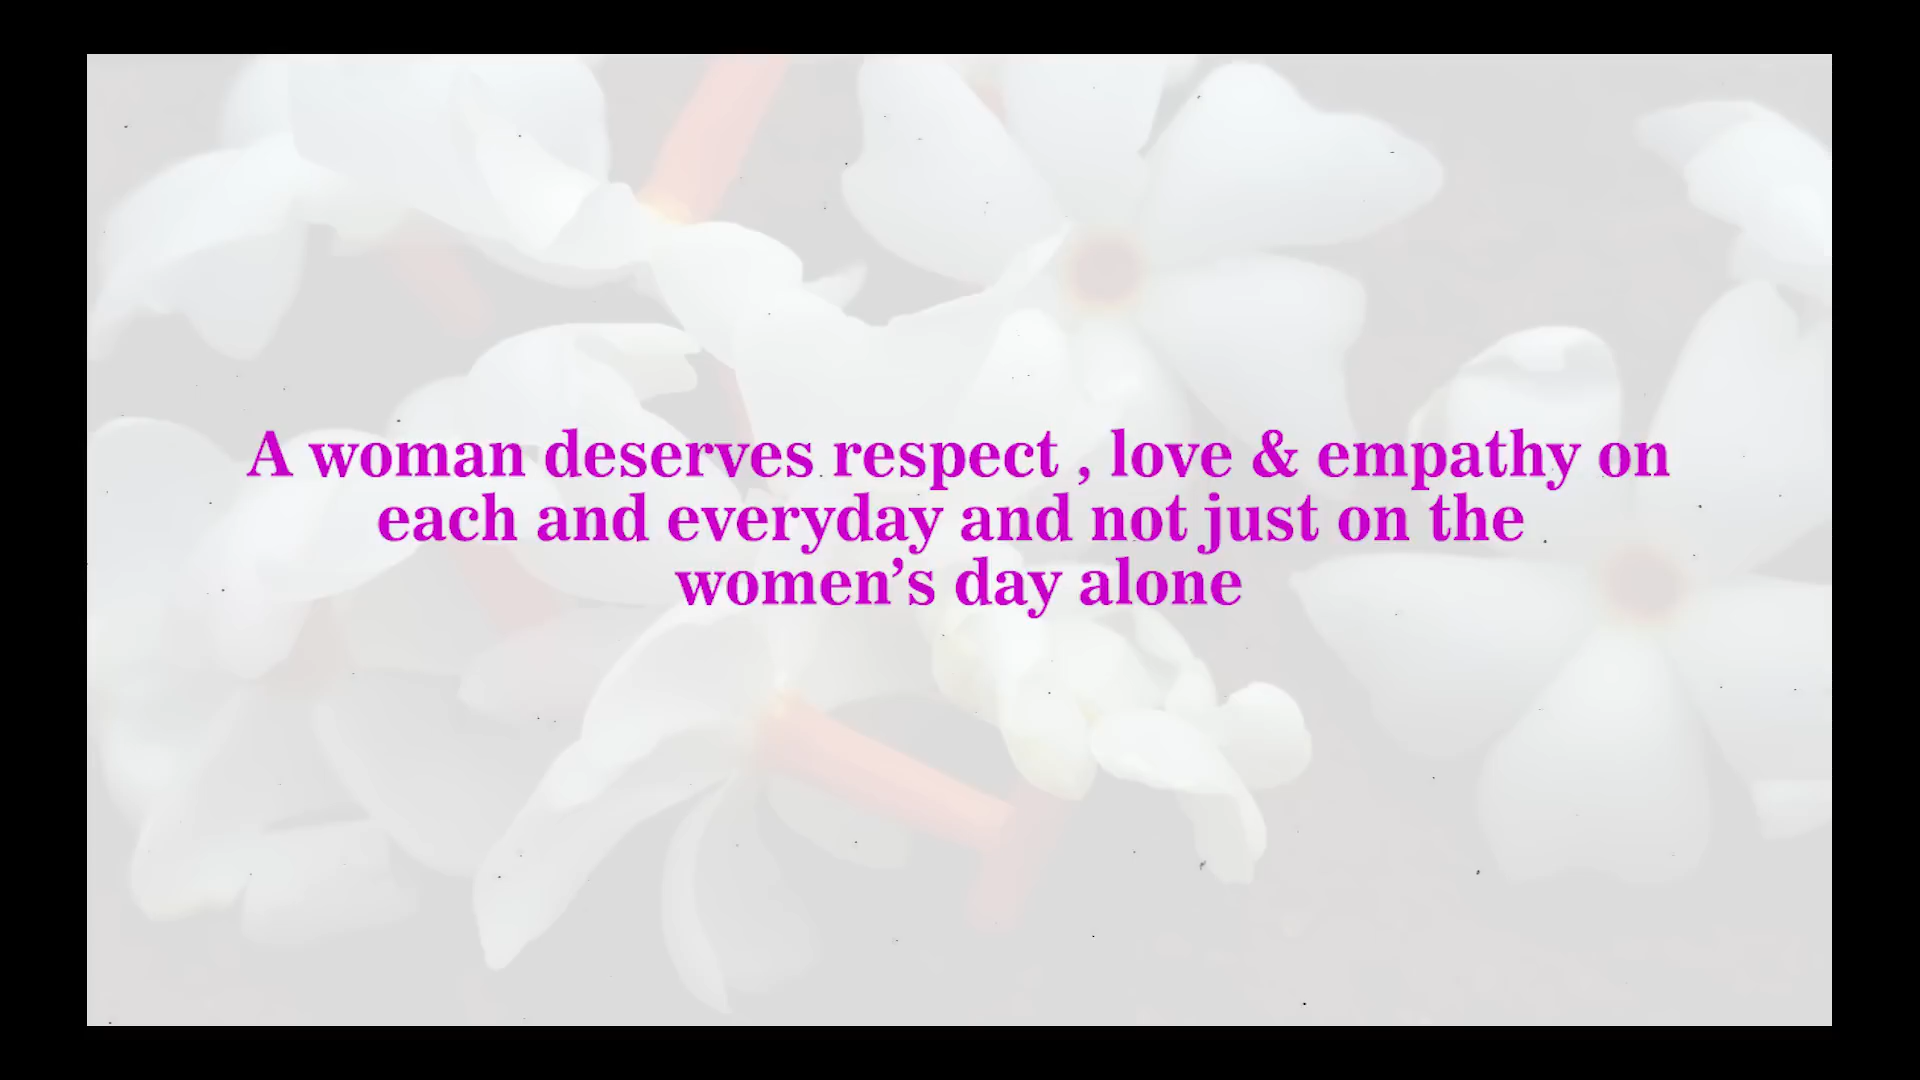 A woman deserves respect , love & empathy on
each and everyday and not just on the
women’s day alone